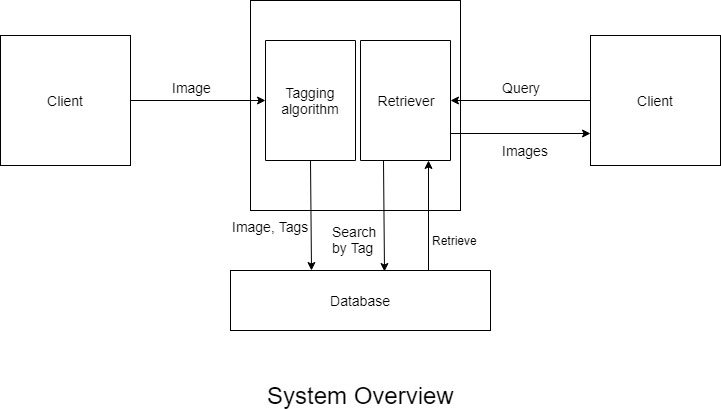 Client
Image
Tagging
algorithm
Retriever
Query
Images
Client
Image, Tags
Search
by Tag
Retrieve
Database
System Overview